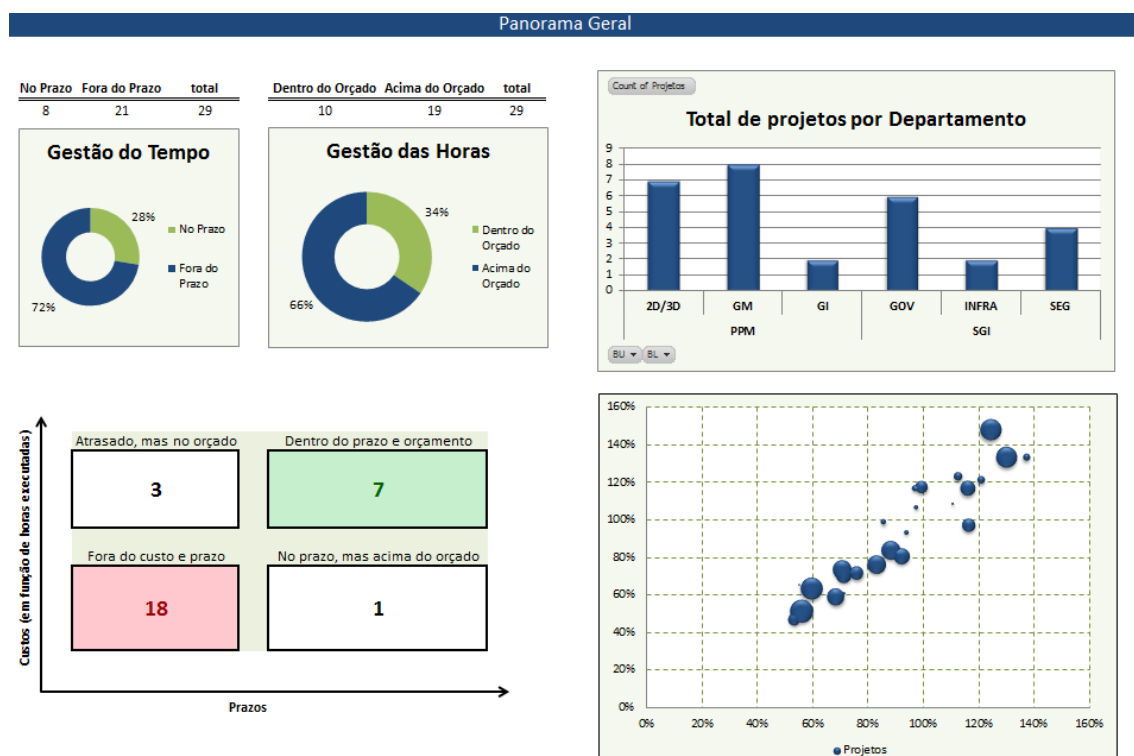 Panorama Geral
No Prazo Fora do Prazo total
8 21 29
Gestão do Tempo
28%
No Prazo
Fora do
Prazo
72%
Dentro do Orçado Acima do Orçado total
10 19 29
Gestão das Horas
34%
Dentro do
Orçado
Acima do
Orçado
66%
Count of Projetos
Total de projetos por Departamento
9
8
7
6
5
4
3
2
1
0
2D/3D GM GI GOV INFRA SEG
PPM SGI
BU BL
Custos (em função de horas executadas)
Atrasado, mas no orçado Dentro do prazo e orçamento
3 7
Fora do custo e prazo No prazo, mas acima do orçado
18 1
Prazos
160%
140%
120%
100%
80%
60%
40%
20%
0%
0% 20% 40% 60% 80% 100% 120% 140% 160%
Projetos